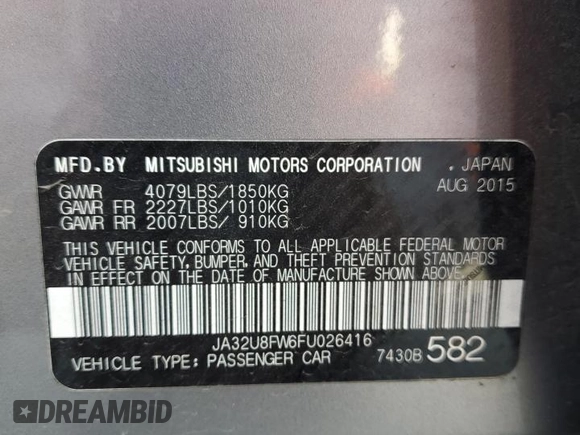 MFD.BY MITSUBISHI MOTORS CORPORATION . JAPAN
GVWR 4079LBS/1850KG AUG 2015
GAWR FR 2227LBS/1010KG
GAWR RR 2007LBS/ 910KG
THIS VEHICLE CONFORMS TO ALL APPLICABLE FEDERAL MOTOR
VEHICLE SAFETY, BUMPER, AND THEFT PREVENTION STANDARDS
IN EFFECT ON THE DATE OF MANUFACTURE SHOWN ABOVE.
JA32U8FW6FU026416
VEHICLE TYPE: PASSENGER CAR 7430B 582
DREAMBID